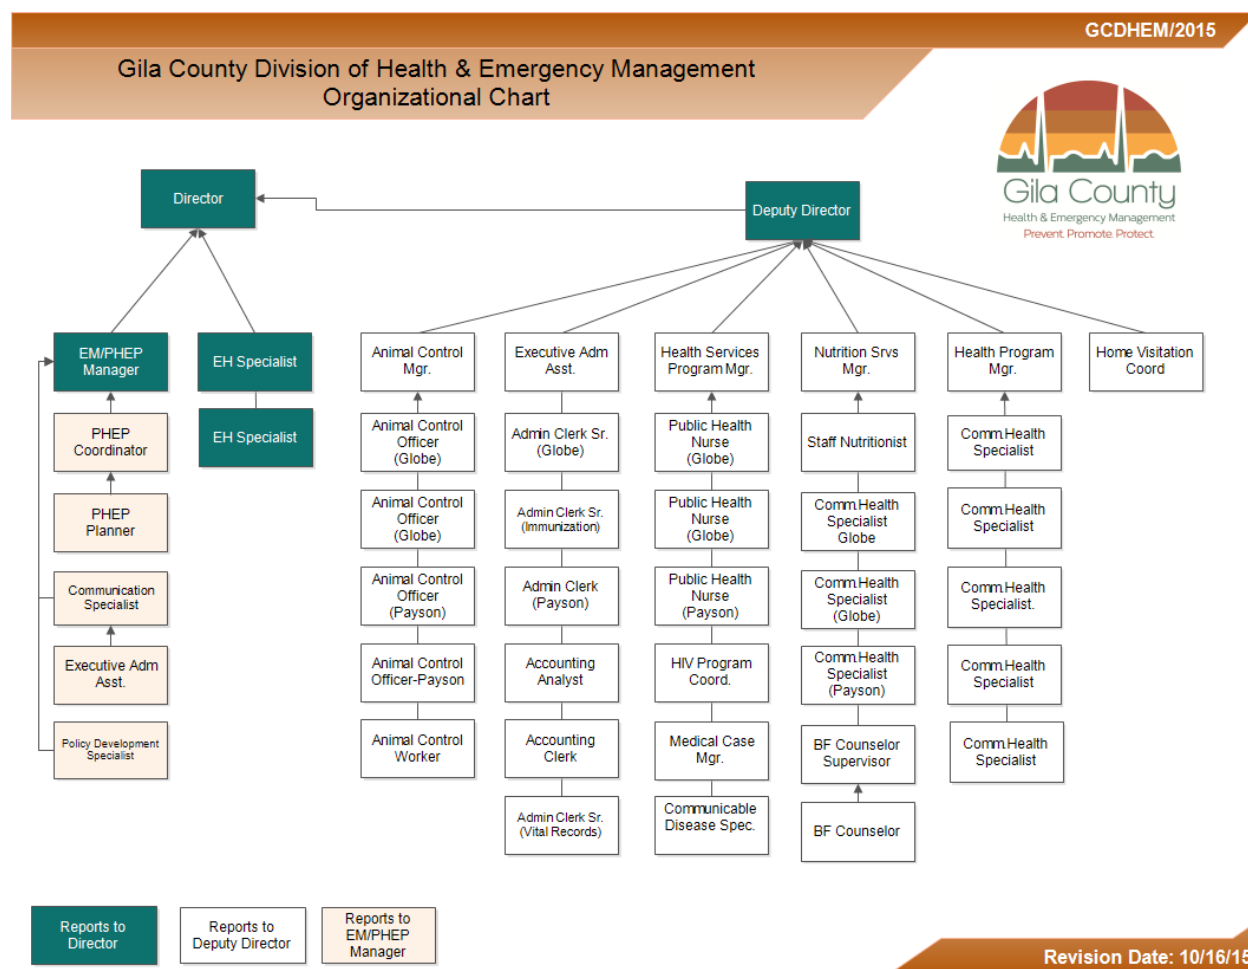 GCDHEM/2015
Gila County Division of Health & Emergency Management
Organizational Chart
Gila County
Health & Emergency Management
Prevent. Promote. Protect.
Director
Deputy Director
EM/PHEP
Manager
EH Specialist
Animal Control
Mgr.
Executive Adm
Asst.
Health Services
Program Mgr.
Nutrition Srvs
Mgr.
Health Program
Mgr.
Home Visitation
Coord
PHEP
Coordinator
EH Specialist
Animal Control
Officer
(Globe)
Admin Clerk Sr.
(Globe)
Public Health
Nurse
(Globe)
Staff Nutritionist
Comm.Health
Specialist
PHEP
Planner
Animal Control
Officer
(Globe)
Admin Clerk Sr.
(Immunization)
Public Health
Nurse
(Globe)
Comm.Health
Specialist
Globe
Comm.Health
Specialist
Communication
Specialist
Animal Control
Officer
(Payson)
Admin Clerk
(Payson)
Public Health
Nurse
(Payson)
Comm.Health
Specialist
(Globe)
Comm.Health
Specialist.
Executive Adm
Asst.
Animal Control
Officer-Payson
Accounting
Analyst
HIV Program
Coord.
Comm.Health
Specialist
(Payson)
Comm.Health
Specialist
Policy Development
Specialist
Animal Control
Worker
Accounting
Clerk
Medical Case
Mgr.
BF Counselor
Supervisor
Comm.Health
Specialist
Admin Clerk Sr.
(Vital Records)
Communicable
Disease Spec.
BF Counselor
Reports to
Director
Reports to
Deputy Director
Reports to
EM/PHEP
Manager
Revision Date: 10/16/15